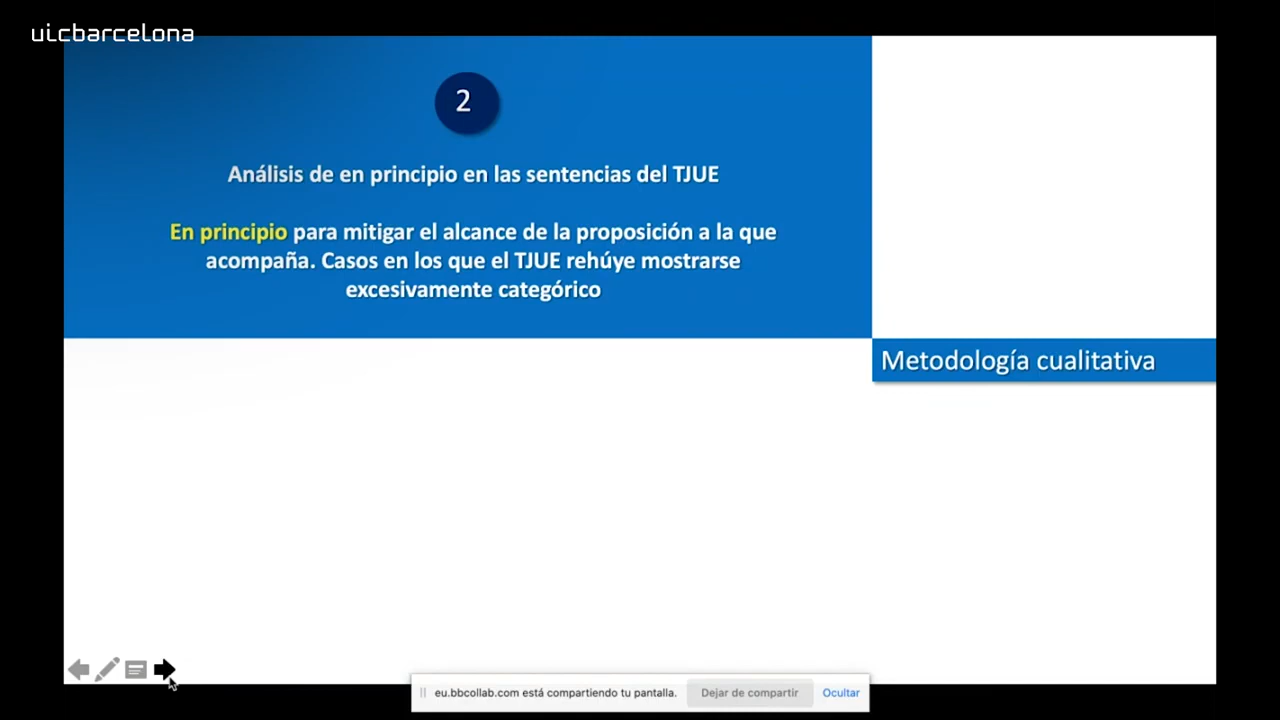 uicbarcelona
2
Análisis de en principio en las sentencias del TJUE
En principio para mitigar el alcance de la proposición a la que
acompaña. Casos en los que el TJUE rehúye mostrarse
excesivamente categórico
Metodología cualitativa
eu.bbcollab.com está compartiendo tu pantalla.
Dejar de compartir
Ocultar